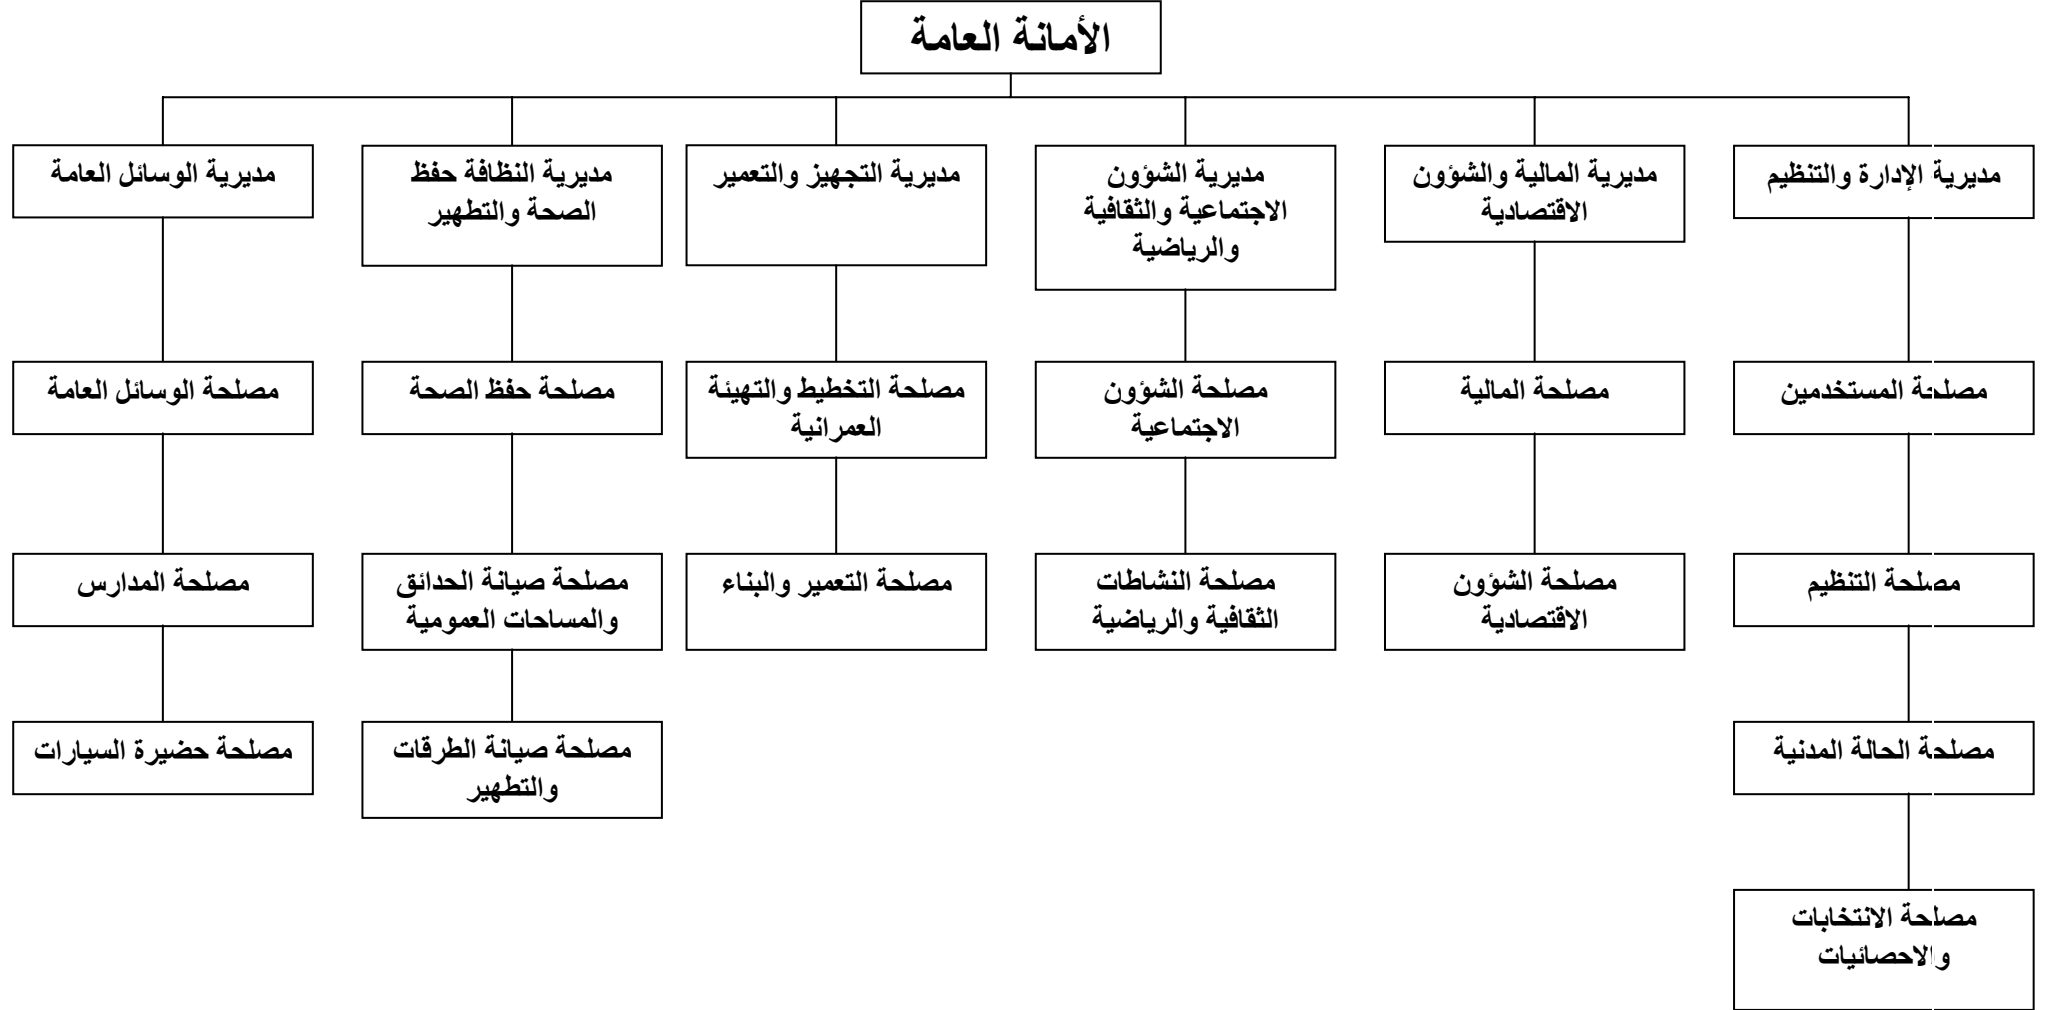 الأمانة العامة
مديرية الإدارة والتنظيم
مديرية المالية والشؤون
الاقتصادية
مديرية الشؤون
الاجتماعية والثقافية
والرياضية
مديرية التجهيز والتعمير
مديرية النظافة حفظ
الصحة والتطهير
مديرية الوسائل العامة
مصلحة المستخدمين
مصلحة المالية
مصلحة الشؤون
الاجتماعية
مصلحة التخطيط والتهيئة
العمرانية
مصلحة حفظ الصحة
مصلحة الوسائل العامة
مصلحة التنظيم
مصلحة الشؤون
الاقتصادية
مصلحة النشاطات
الثقافية والرياضية
مصلحة التعمير والبناء
مصلحة صيانة الحدائق
والمساحات العمومية
مصلحة المدارس
مصلحة الحالة المدنية
مصلحة صيانة الطرقات
والتطهير
مصلحة حضيرة السيارات
مصلحة الانتخابات
والاحصائيات